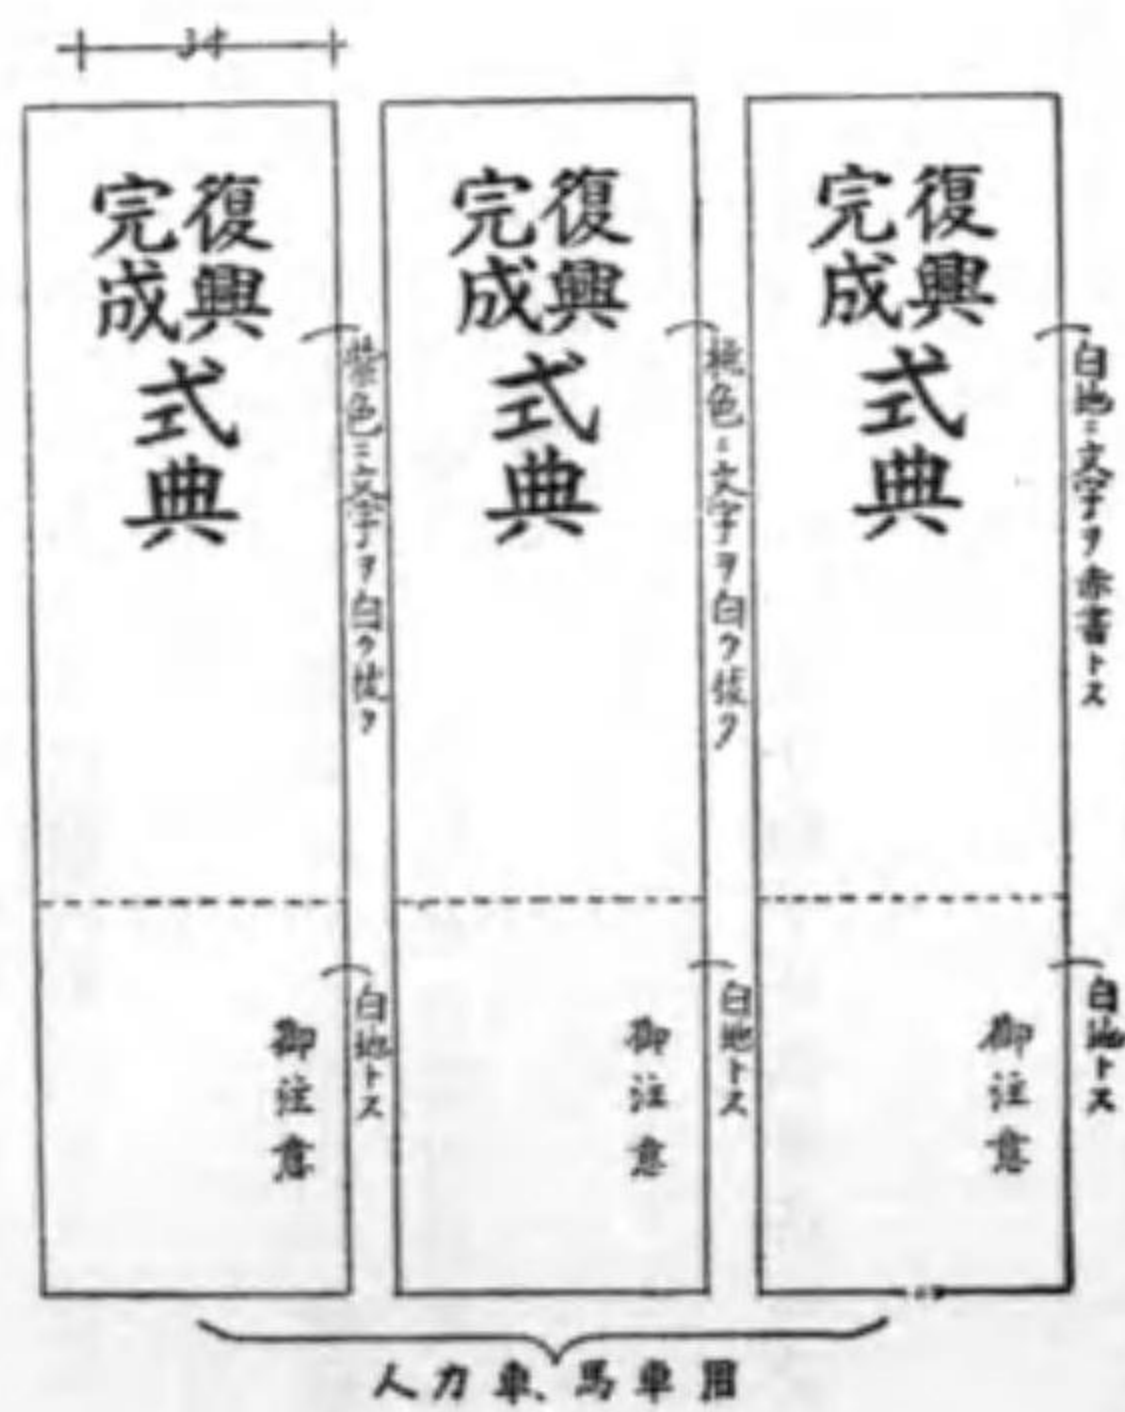 3寸
復興
完成
式典
白地ニ文字ヲ赤書トス
御注意
白地トス
復興
完成
式典
桃色ニ文字ヲ白ク抜ク
御注意
白地トス
復興
完成
式典
紫色ニ文字ヲ白ク抜ク
御注意
白地トス
人力車、馬車用